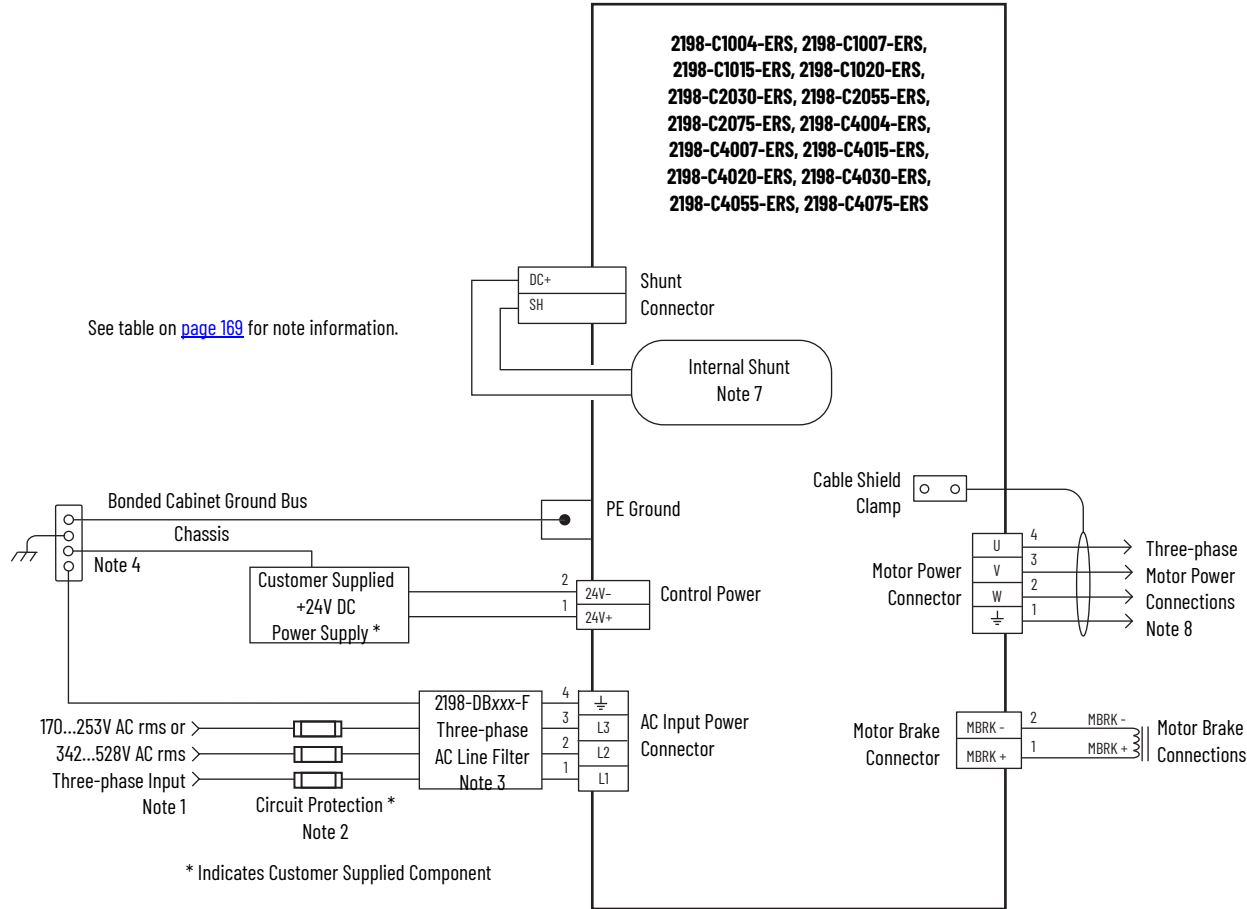 2198-C1004-ERS, 2198-C1007-ERS,
2198-C1015-ERS, 2198-C1020-ERS,
2198-C2030-ERS, 2198-C2055-ERS,
2198-C2075-ERS, 2198-C4004-ERS,
2198-C4007-ERS, 2198-C4015-ERS,
2198-C4020-ERS, 2198-C4030-ERS,
2198-C4055-ERS, 2198-C4075-ERS
DC+
SH
Shunt
Connector
See table on page 169 for note information.
Internal Shunt
Note 7
Bonded Cabinet Ground Bus
Chassis
Note 4
PE Ground
Customer Supplied
+24V DC
Power Supply *
2
1
24V-
24V+
Control Power
Cable Shield
Clamp
Motor Power
Connector
U
V
W
4
3
2
1
Three-phase
Motor Power
Connections
Note 8
170...253V AC rms or
342...528V AC rms
Three-phase Input
Note 1
Circuit Protection *
Note 2
2198-DBxxx-F
Three-phase
AC Line Filter
Note 3
4
3
2
1
L3
L2
L1
AC Input Power
Connector
Motor Brake
Connector
MBRK -
MBRK +
2
1
MBRK -
MBRK +
Motor Brake
Connections
* Indicates Customer Supplied Component